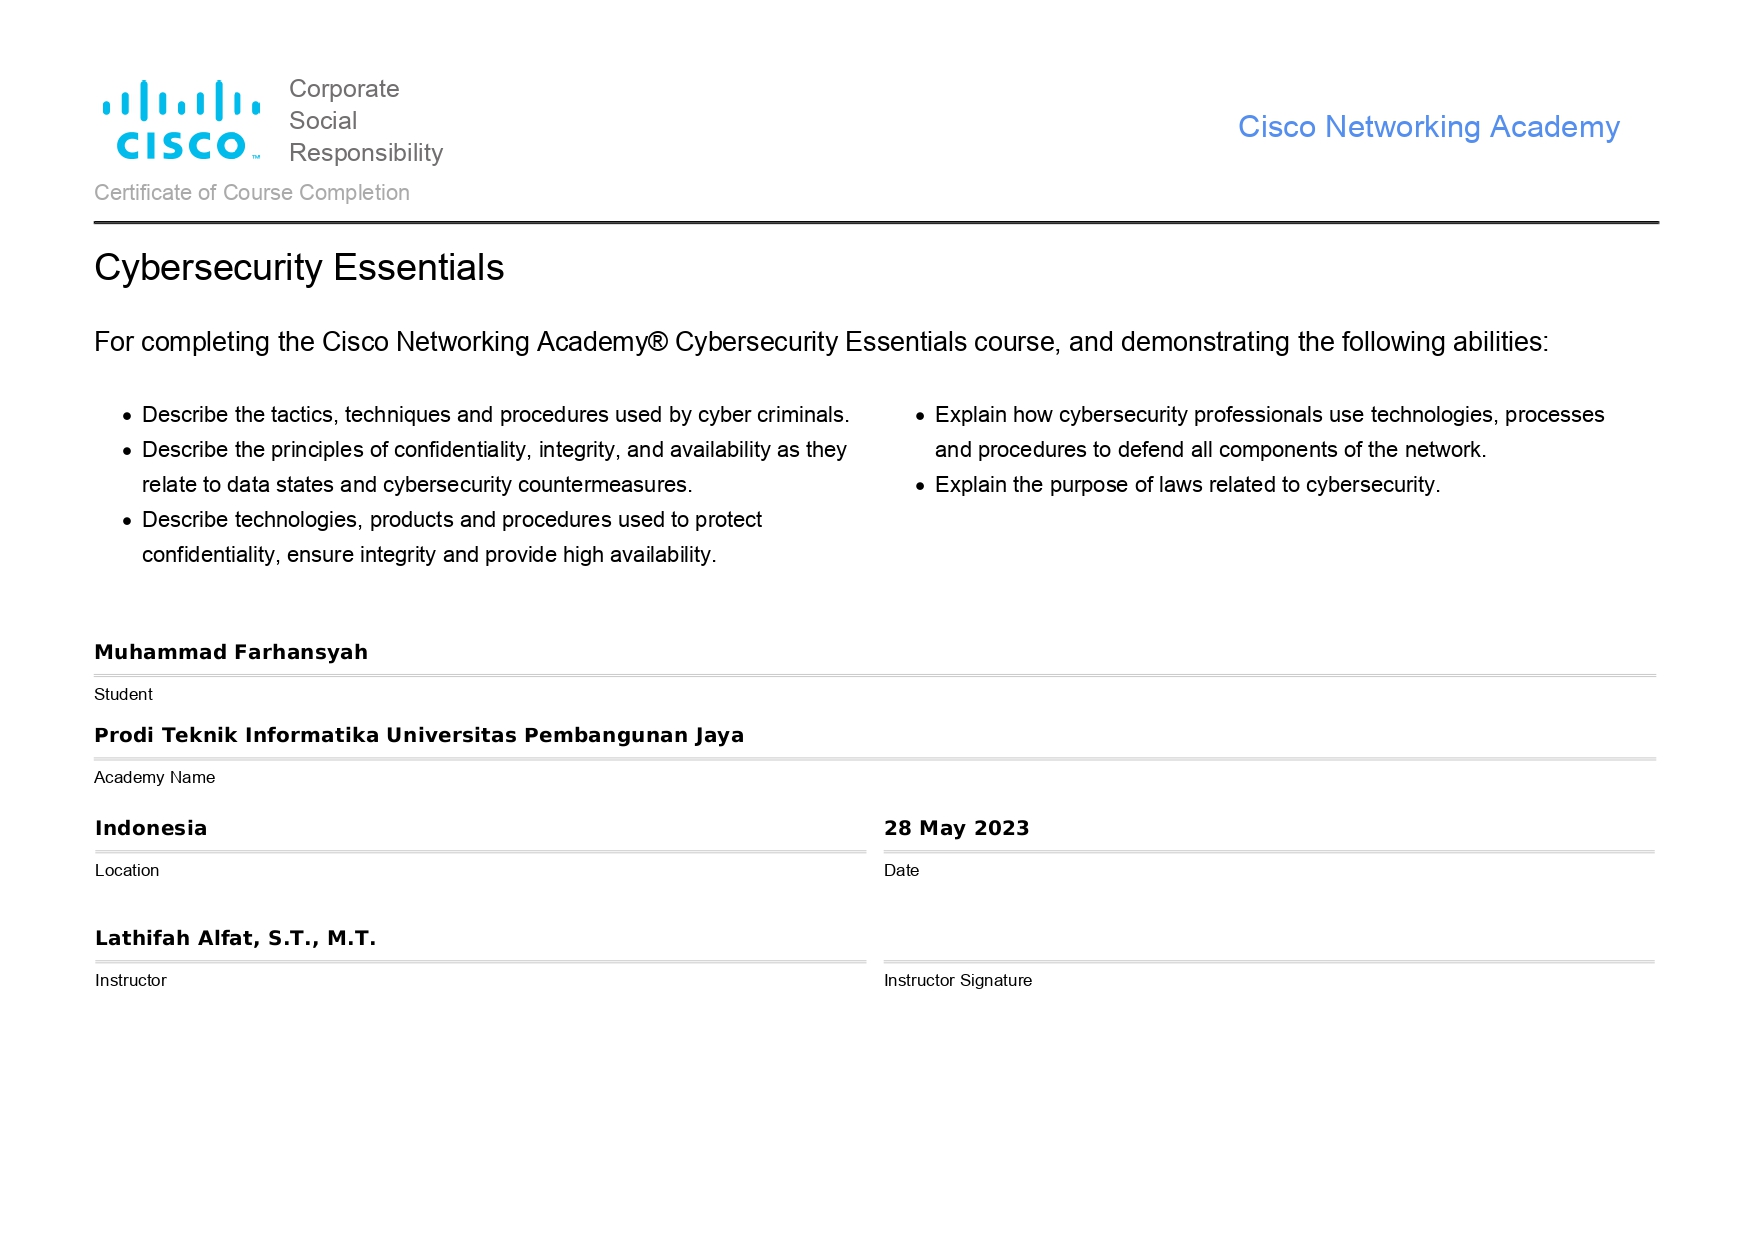 CISCO™
Corporate
Social
Responsibility
Cisco Networking Academy
Certificate of Course Completion
Cybersecurity Essentials
For completing the Cisco Networking Academy® Cybersecurity Essentials course, and demonstrating the following abilities:
• Describe the tactics, techniques and procedures used by cyber criminals.
• Describe the principles of confidentiality, integrity, and availability as they
relate to data states and cybersecurity countermeasures.
• Describe technologies, products and procedures used to protect
confidentiality, ensure integrity and provide high availability.
• Explain how cybersecurity professionals use technologies, processes
and procedures to defend all components of the network.
• Explain the purpose of laws related to cybersecurity.
Muhammad Farhansyah
Student
Prodi Teknik Informatika Universitas Pembangunan Jaya
Academy Name
Indonesia
Location
28 May 2023
Date
Lathifah Alfat, S.T., M.T.
Instructor
Instructor Signature